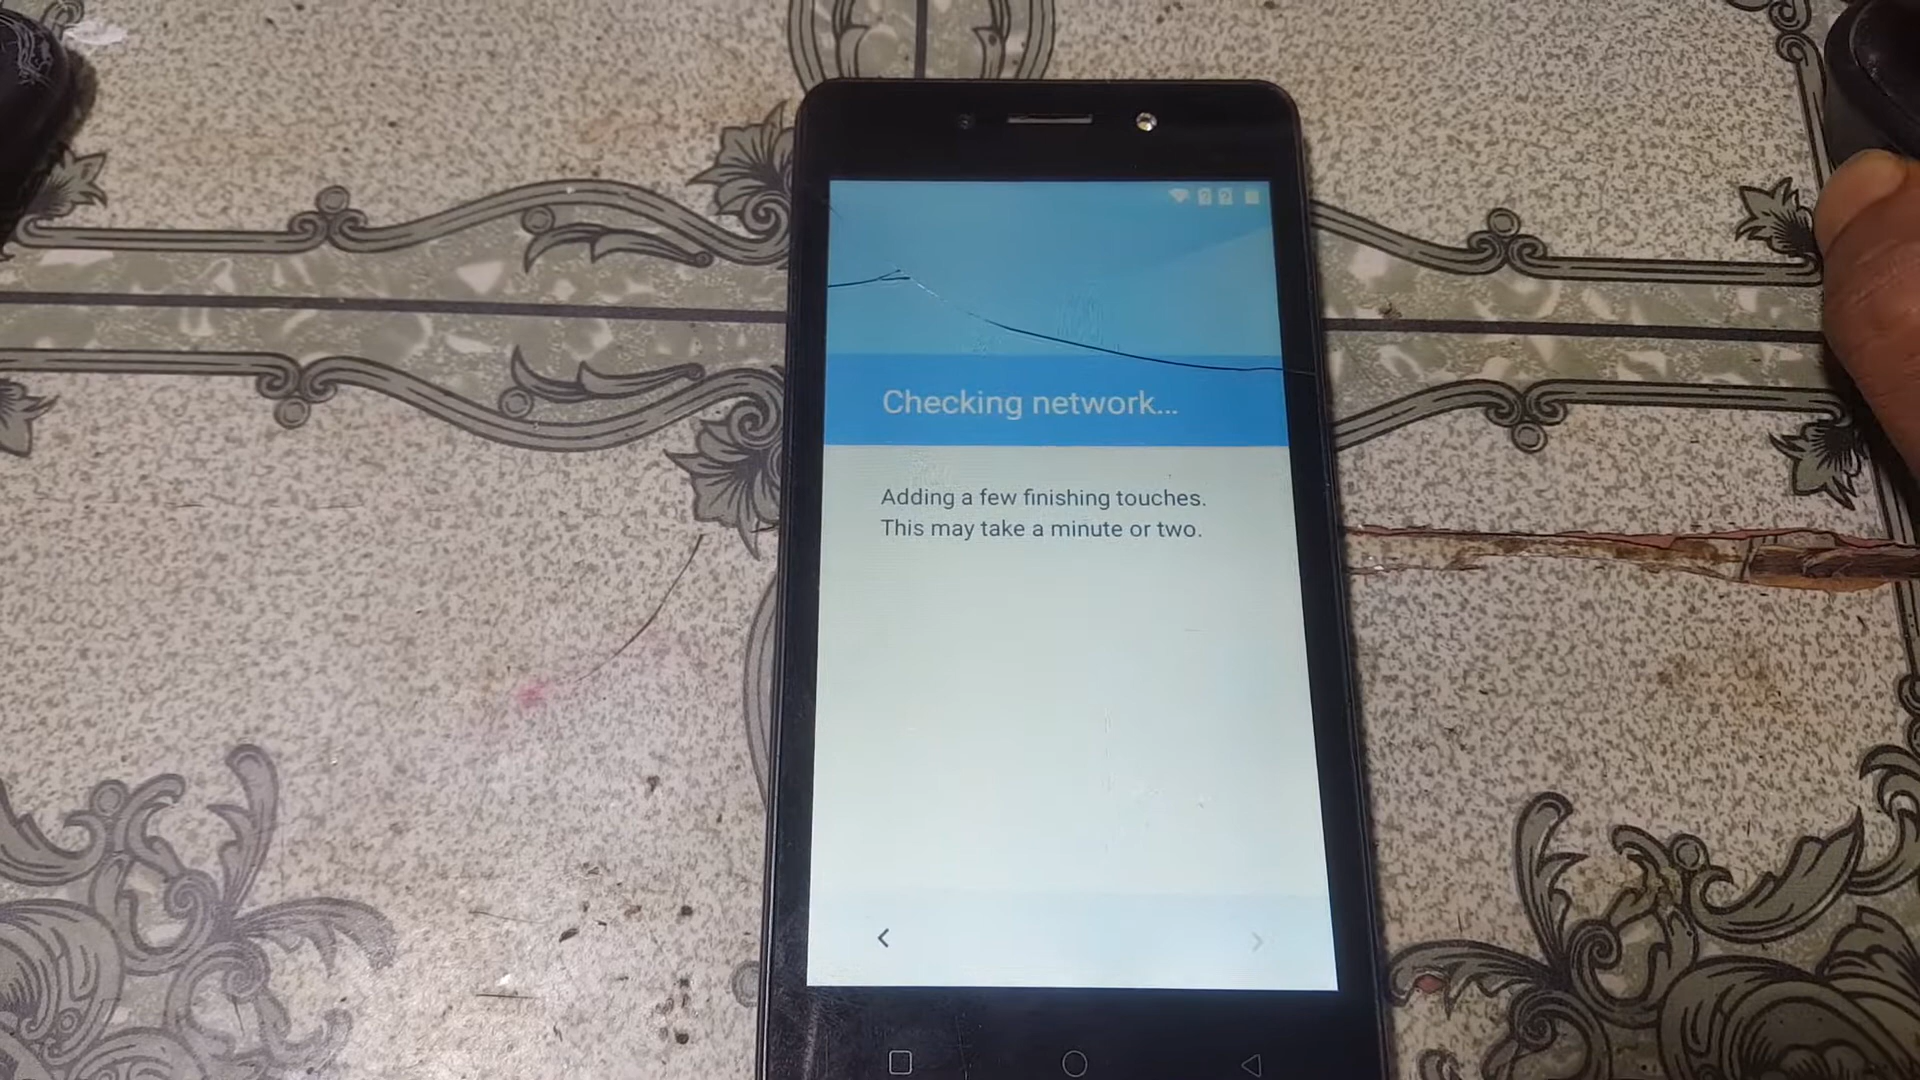 Checking network...
Adding a few finishing touches.
This may take a minute or two.